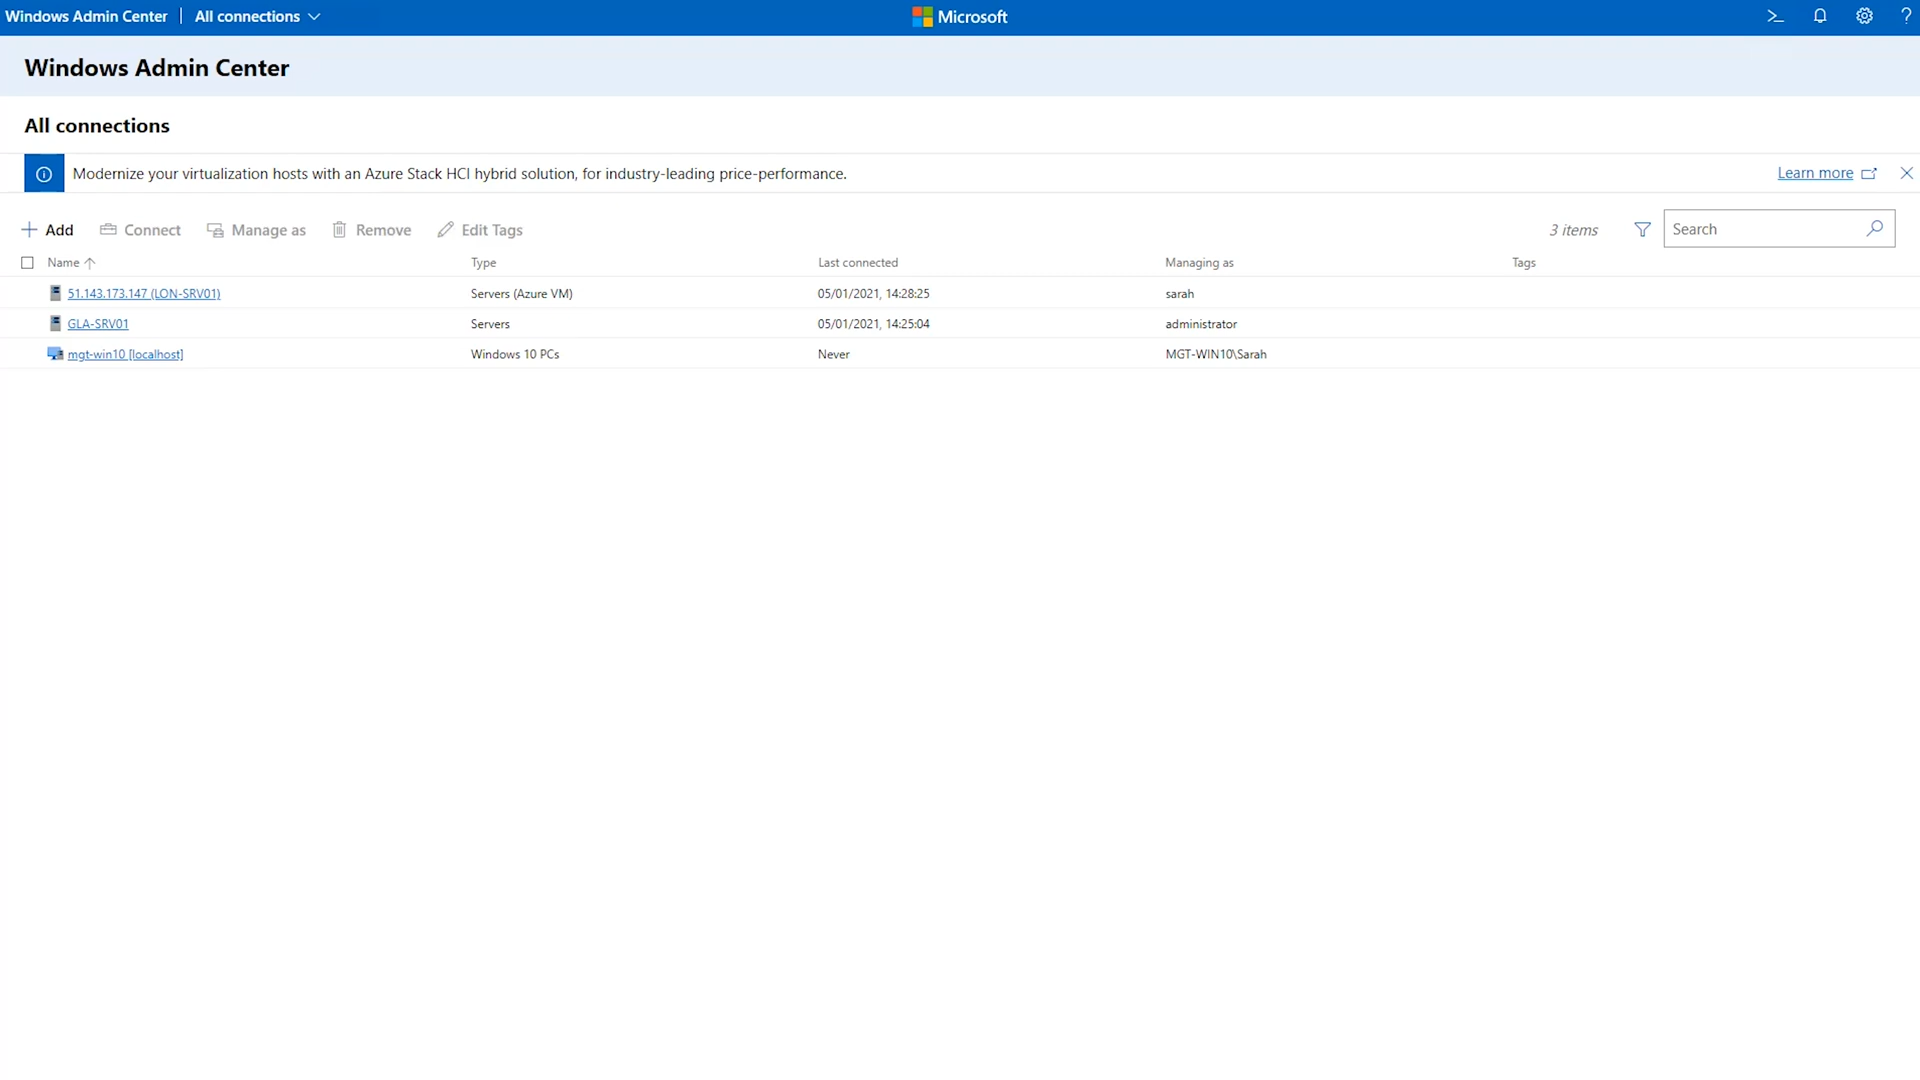 Windows Admin Center | All connections
Microsoft
?
Windows Admin Center
All connections
Modernize your virtualization hosts with an Azure Stack HCI hybrid solution, for industry-leading price-performance.
Learn more
Add Connect Manage as Remove Edit Tags 3 items Search
Name Type Last connected Managing as Tags
51.143.173.147 (LON-SRV01) Servers (Azure VM) 05/01/2021, 14:28:25 sarah
GLA-SRV01 Servers 05/01/2021, 14:25:04 administrator
mgt-win10 [localhost] Windows 10 PCs Never MGT-WIN10\Sarah